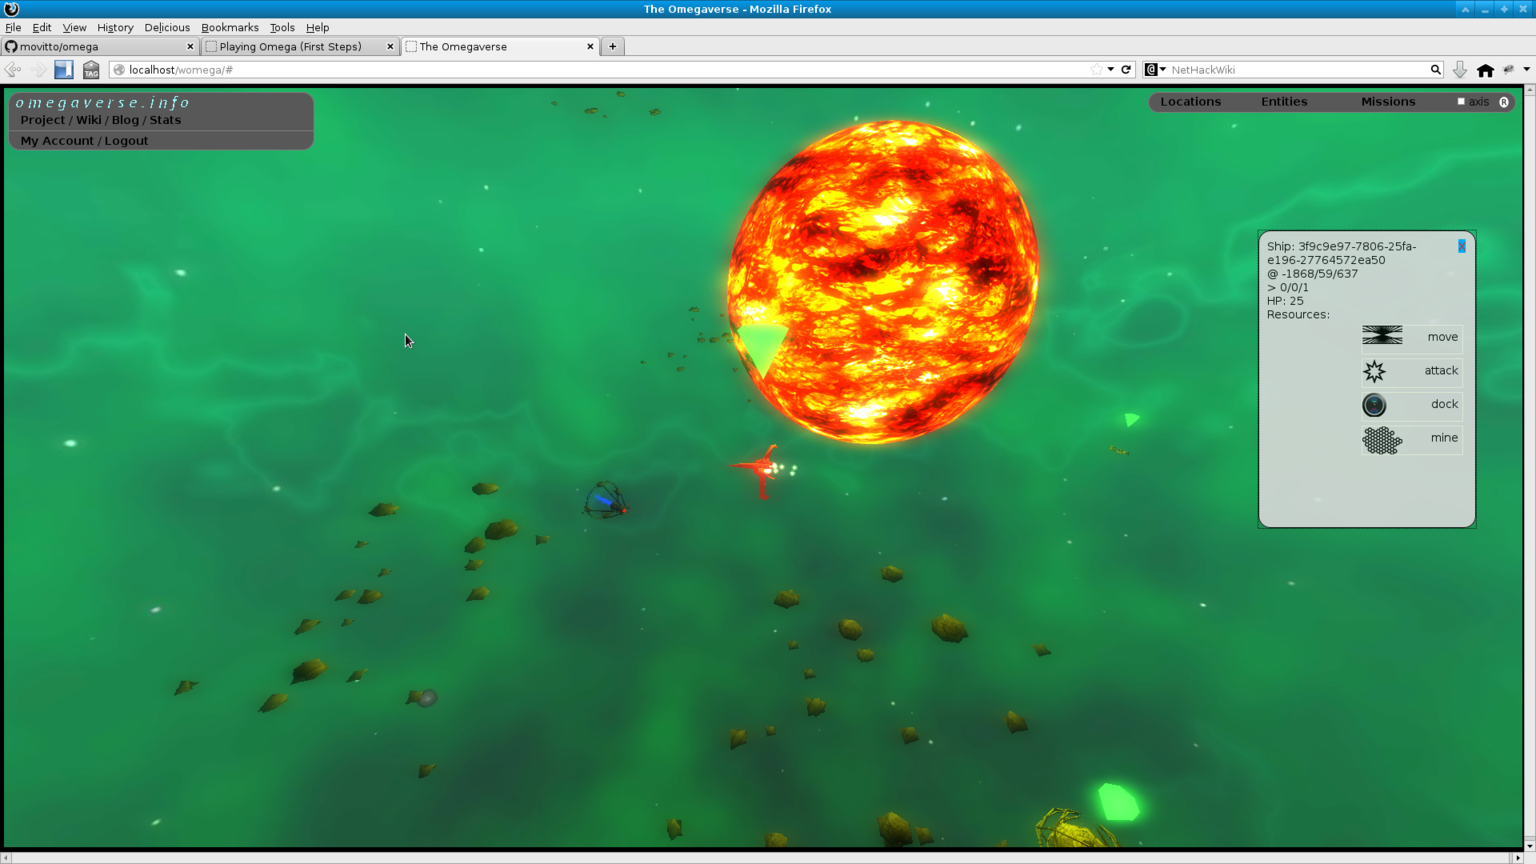 The Omegaverse - Mozilla Firefox
File Edit View History Delicious Bookmarks Tools Help
movitto/omega
Playing Omega (First Steps)
The Omegaverse
TAG
localhost/womega/#
NetHackWiki
omegaverse.info
Project / Wiki / Blog / Stats
My Account / Logout
Locations Entities Missions axis R
Ship: 3f9c9e97-7806-25fa-
e196-27764572ea50
@ -1868/59/637
> 0/0/1
HP: 25
Resources:
move
attack
dock
mine